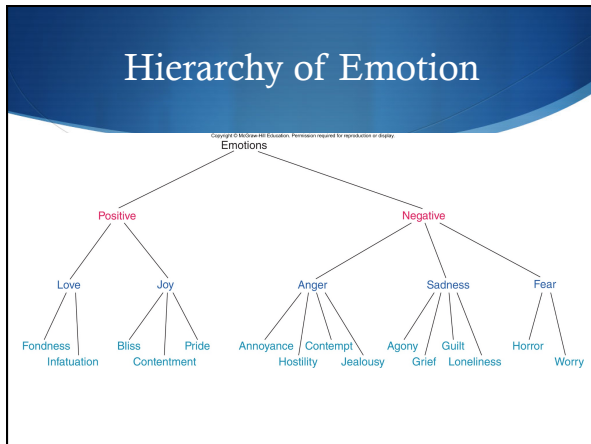 Hierarchy of Emotion
Copyright © McGraw-Hill Education. Permission required for reproduction or display.
Emotions
Positive Negative
Love Joy Anger Sadness Fear
Fondness Bliss Pride Annoyance Contempt Agony Guilt Horror
Infatuation Contentment Hostility Jealousy Grief Loneliness Worry